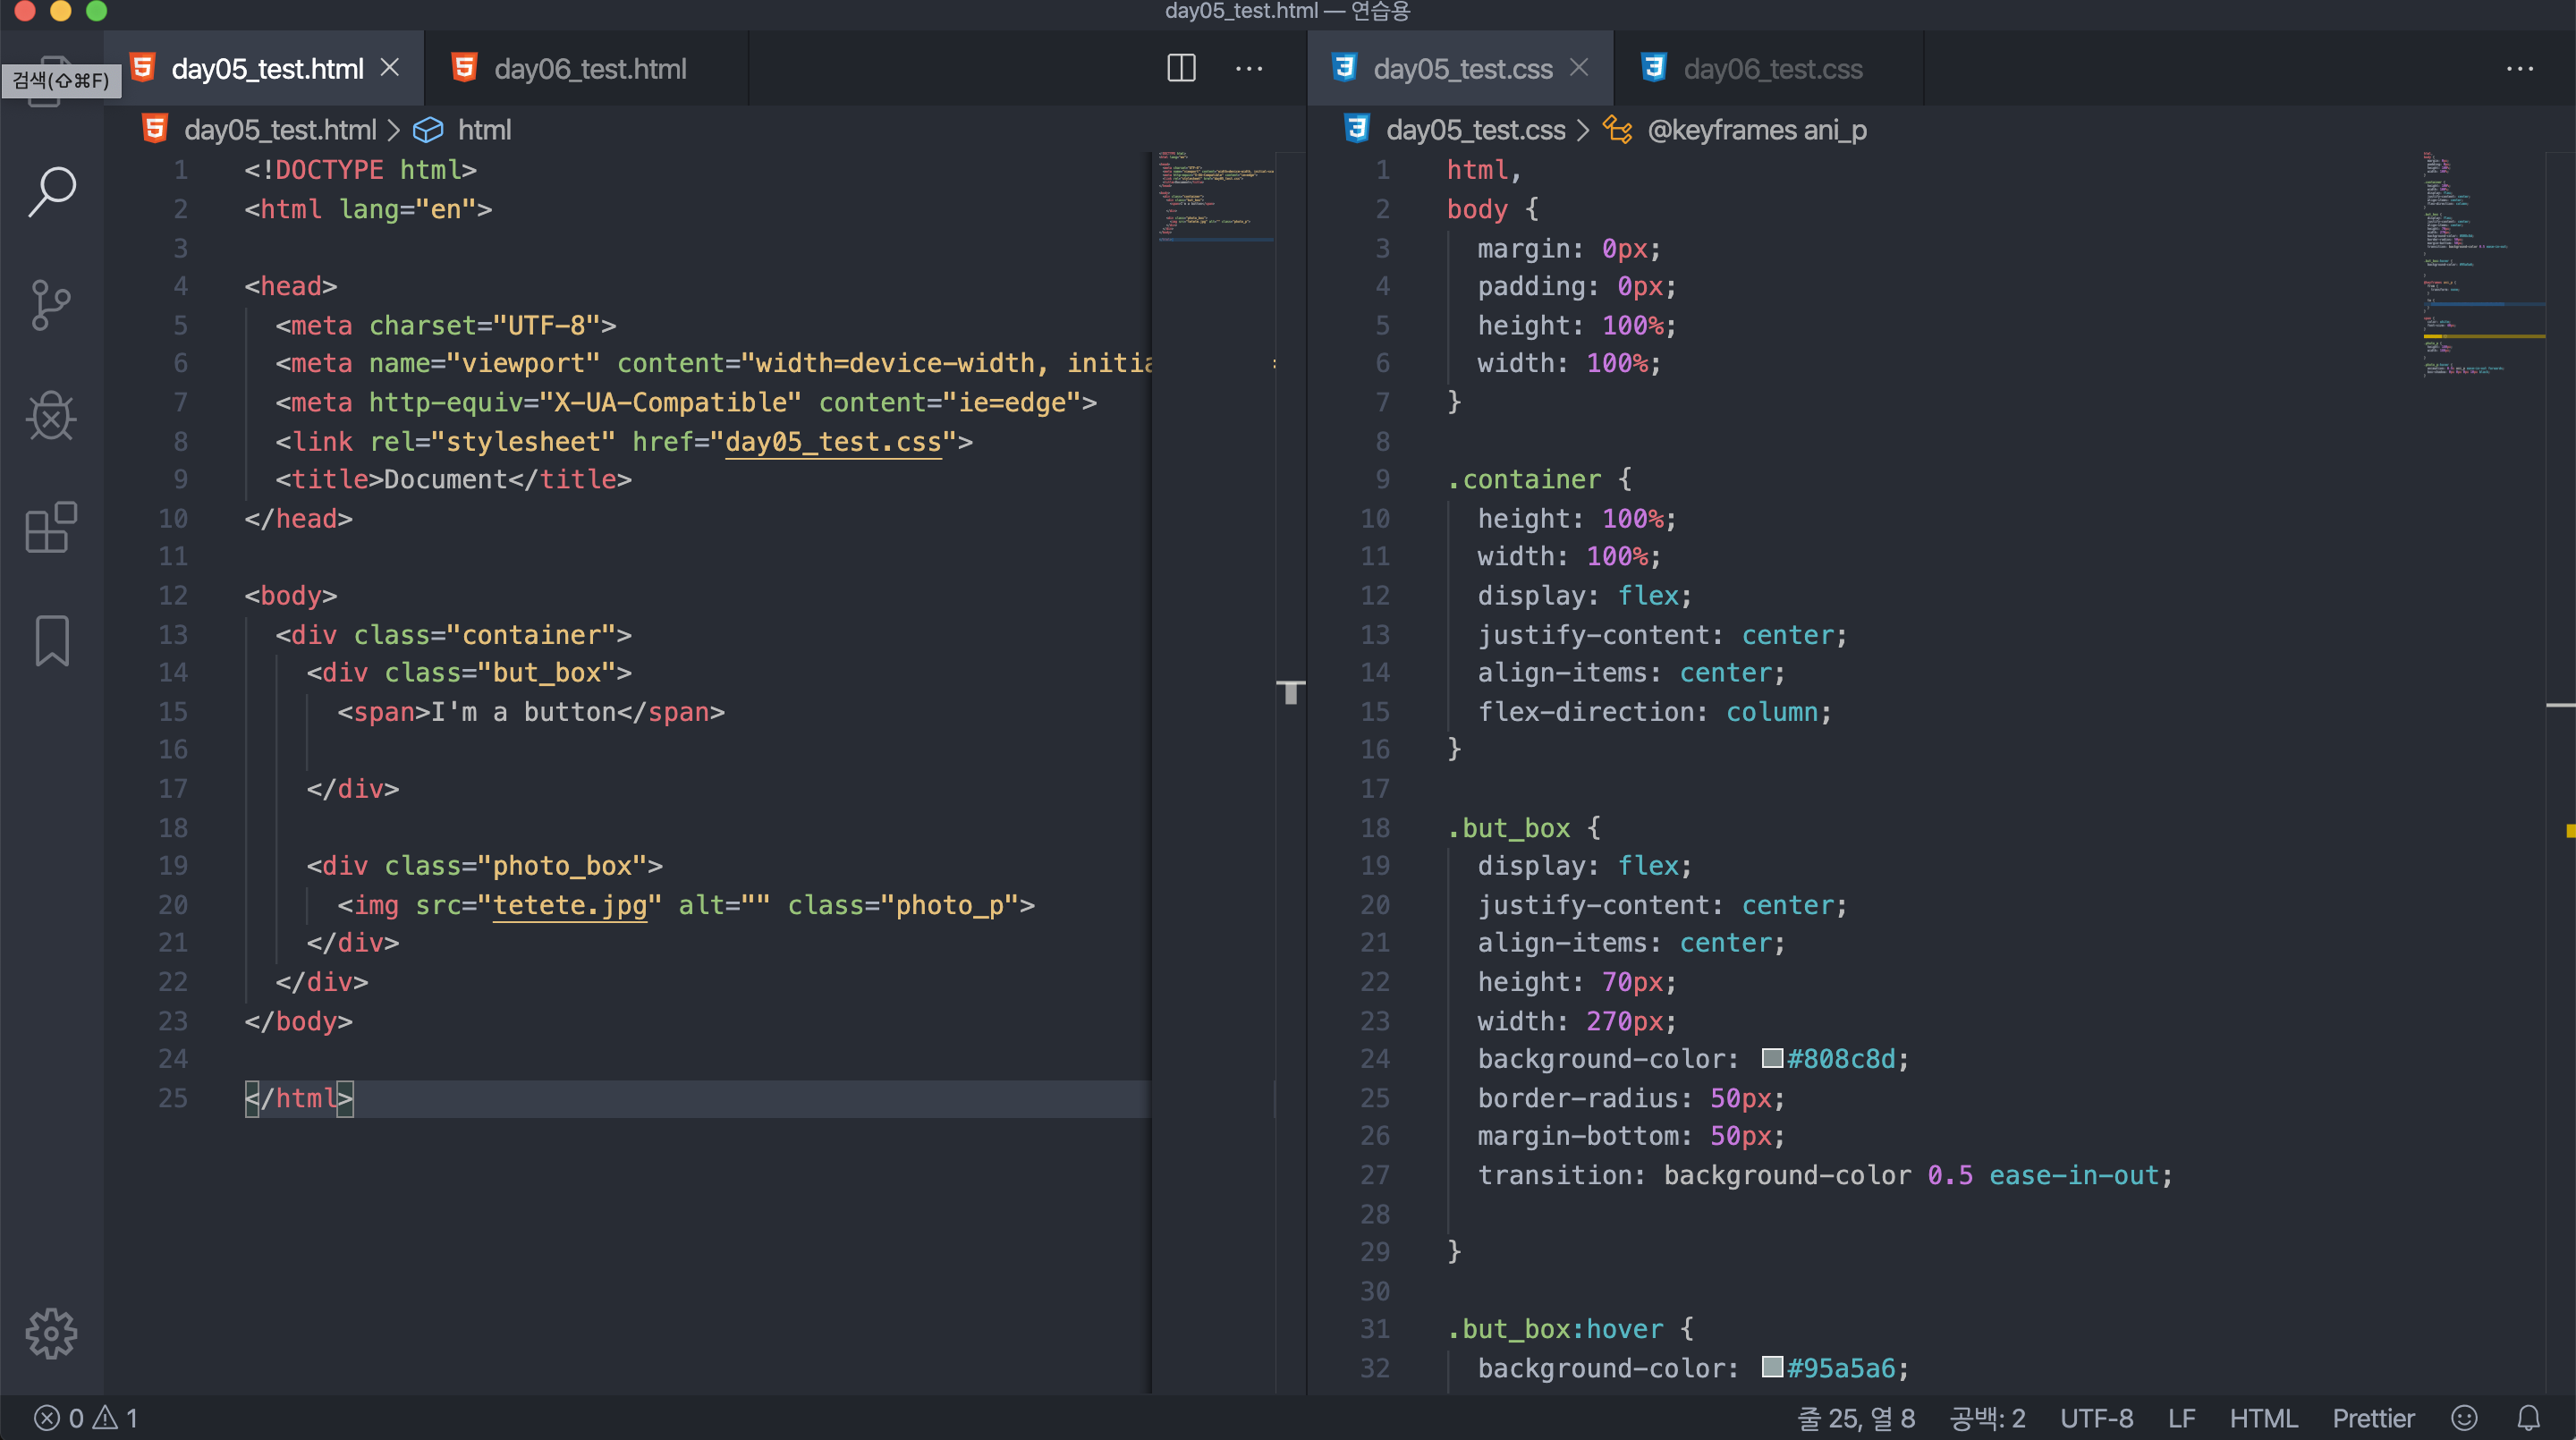 day05_test.html — 연습용
day05_test.html
day06_test.html
day05_test.css
day06_test.css
검색(⇧⌘F)
day05_test.html > html
1 <!DOCTYPE html>
2 <html lang="en">
3
4 <head>
5 <meta charset="UTF-8">
6 <meta name="viewport" content="width=device-width, initia
7 <meta http-equiv="X-UA-Compatible" content="ie=edge">
8 <link rel="stylesheet" href="day05_test.css">
9 <title>Document</title>
10 </head>
11
12 <body>
13 <div class="container">
14 <div class="but_box">
15 <span>I'm a button</span>
16
17 </div>
18
19 <div class="photo_box">
20 <img src="tetete.jpg" alt="" class="photo_p">
21 </div>
22 </div>
23 </body>
24
25 </html>
day05_test.css > @keyframes ani_p
1 html,
2 body {
3 margin: 0px;
4 padding: 0px;
5 height: 100%;
6 width: 100%;
7 }
8
9 .container {
10 height: 100%;
11 width: 100%;
12 display: flex;
13 justify-content: center;
14 align-items: center;
15 flex-direction: column;
16 }
17
18 .but_box {
19 display: flex;
20 justify-content: center;
21 align-items: center;
22 height: 70px;
23 width: 270px;
24 background-color: #808c8d;
25 border-radius: 50px;
26 margin-bottom: 50px;
27 transition: background-color 0.5 ease-in-out;
28
29 }
30
31 .but_box:hover {
32 background-color: #95a5a6;
0 1
줄 25, 열 8 공백: 2 UTF-8 LF HTML Prettier